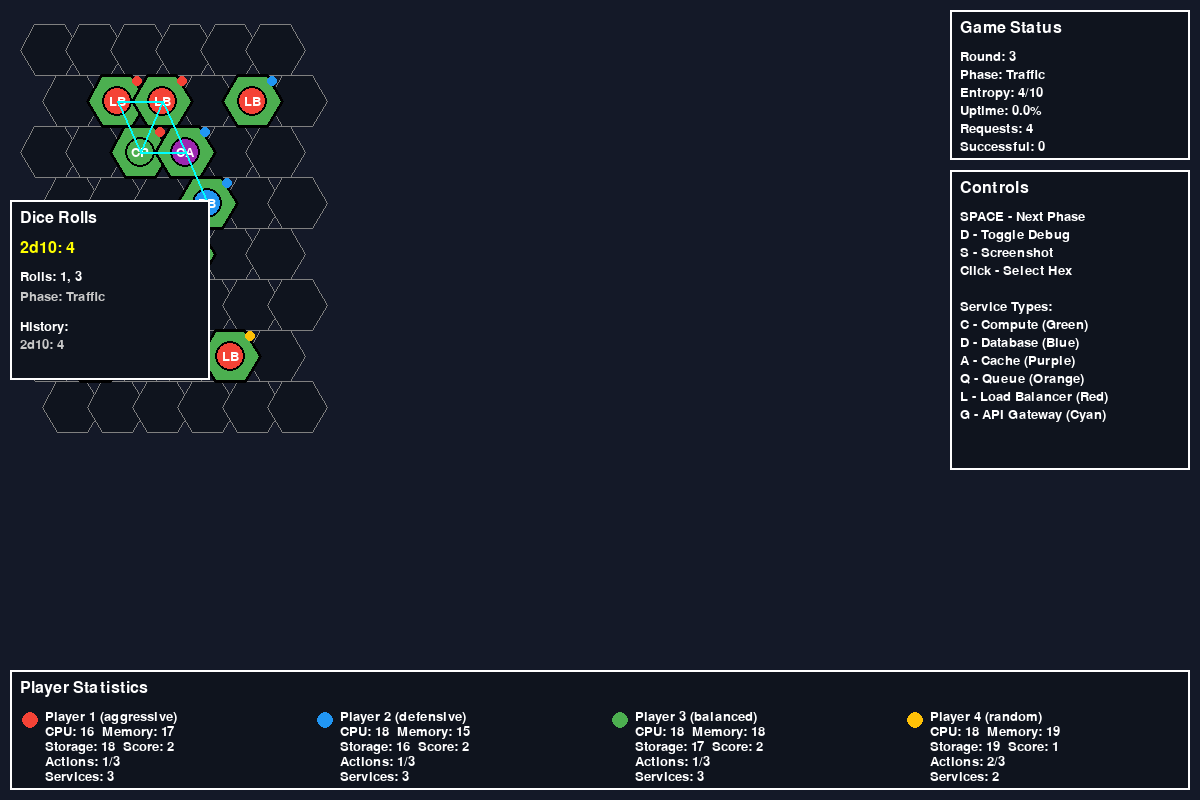 LB
LB
LB
CP
CA
Dice Rolls
2d10: 4
Rolls: 1, 3
Phase: Traffic
History:
2d10: 4
LB
Game Status
Round: 3
Phase: Traffic
Entropy: 4/10
Uptime: 0.0%
Requests: 4
Successful: 0
Controls
SPACE - Next Phase
D - Toggle Debug
S - Screenshot
Click - Select Hex
Service Types:
C - Compute (Green)
D - Database (Blue)
A - Cache (Purple)
Q - Queue (Orange)
L - Load Balancer (Red)
G - API Gateway (Cyan)
Player Statistics
Player 1 (aggressive)
CPU: 16 Memory: 17
Storage: 18 Score: 2
Actions: 1/3
Services: 3
Player 2 (defensive)
CPU: 18 Memory: 15
Storage: 16 Score: 2
Actions: 1/3
Services: 3
Player 3 (balanced)
CPU: 18 Memory: 18
Storage: 17 Score: 2
Actions: 1/3
Services: 3
Player 4 (random)
CPU: 18 Memory: 19
Storage: 19 Score: 1
Actions: 2/3
Services: 2